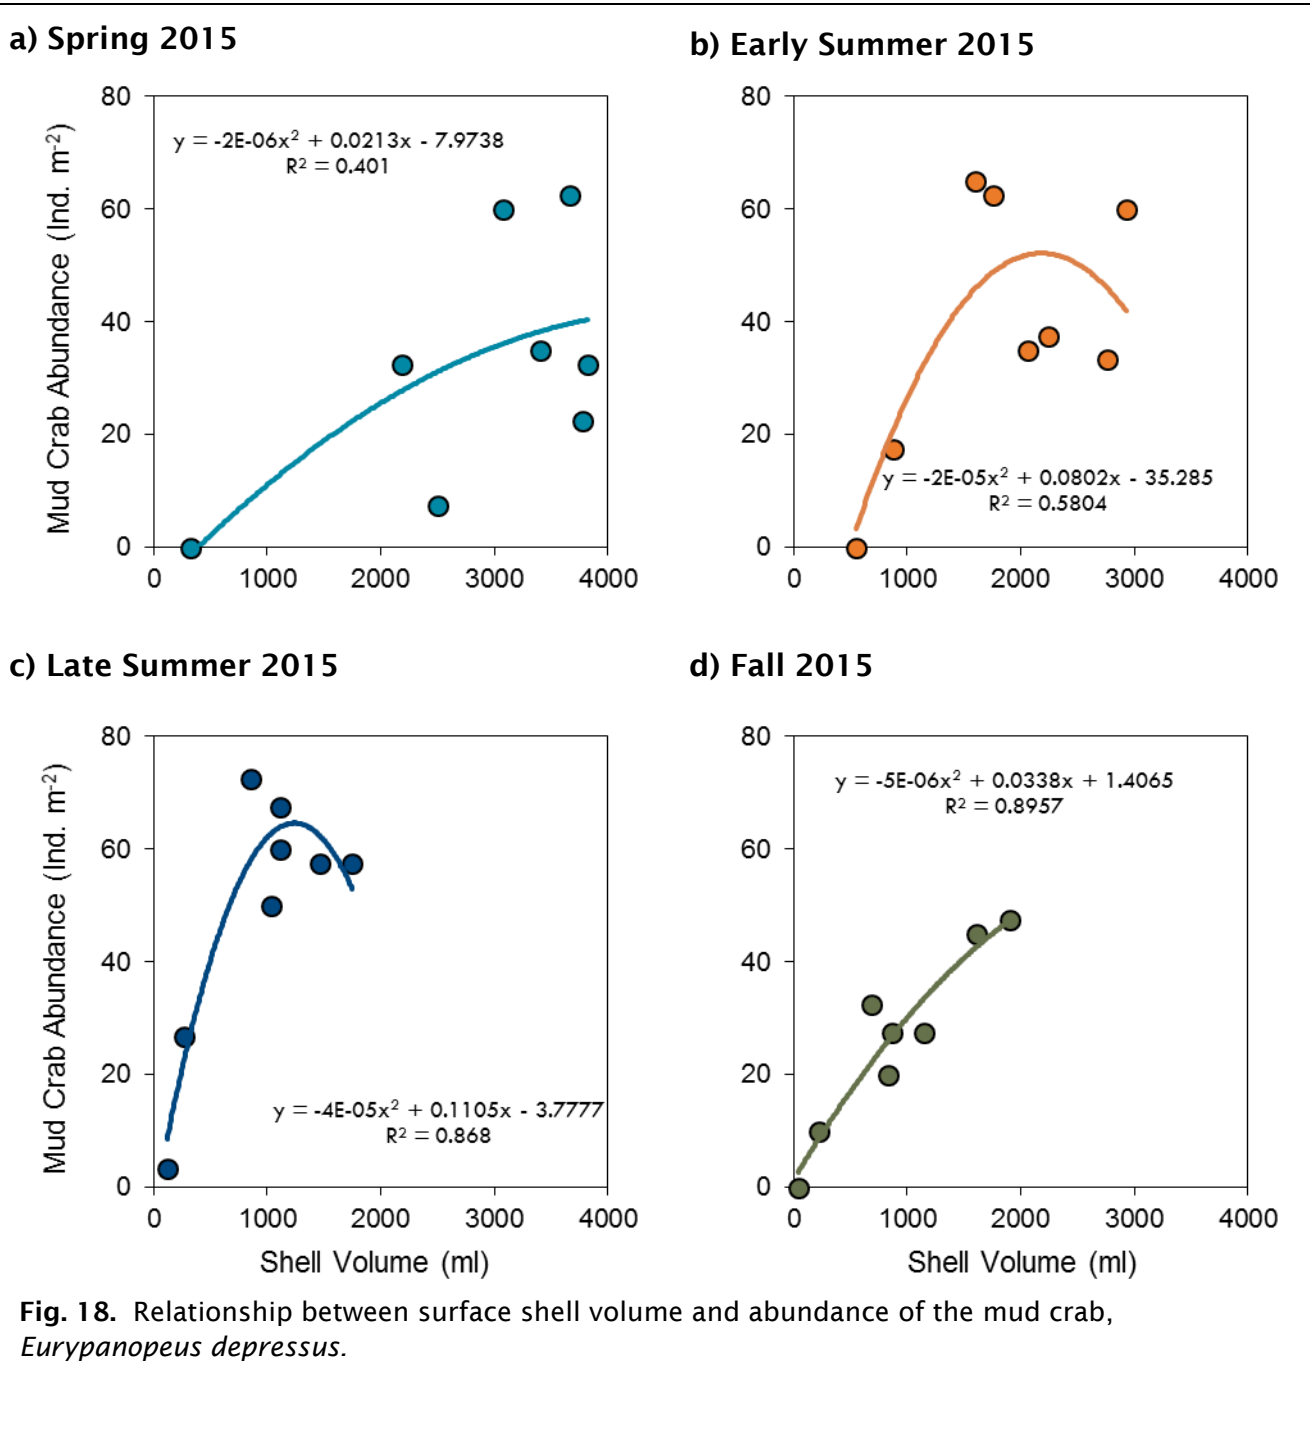 a) Spring 2015
80
60
40
20
0
Mud Crab Abundance (Ind. m-2)
y = -2E-06x2 + 0.0213x - 7.9738
R2 = 0.401
0 1000 2000 3000 4000
b) Early Summer 2015
80
60
40
20
0
y = -2E-05x2 + 0.0802x - 35.285
R2 = 0.5804
0 1000 2000 3000 4000
c) Late Summer 2015
80
60
40
20
0
Mud Crab Abundance (Ind. m-2)
y = -4E-05x2 + 0.1105x - 3.7777
R2 = 0.868
0 1000 2000 3000 4000
Shell Volume (ml)
d) Fall 2015
80
60
40
20
0
y = -5E-06x2 + 0.0338x + 1.4065
R2 = 0.8957
0 1000 2000 3000 4000
Shell Volume (ml)
Fig. 18. Relationship between surface shell volume and abundance of the mud crab,
Eurypanopeus depressus.